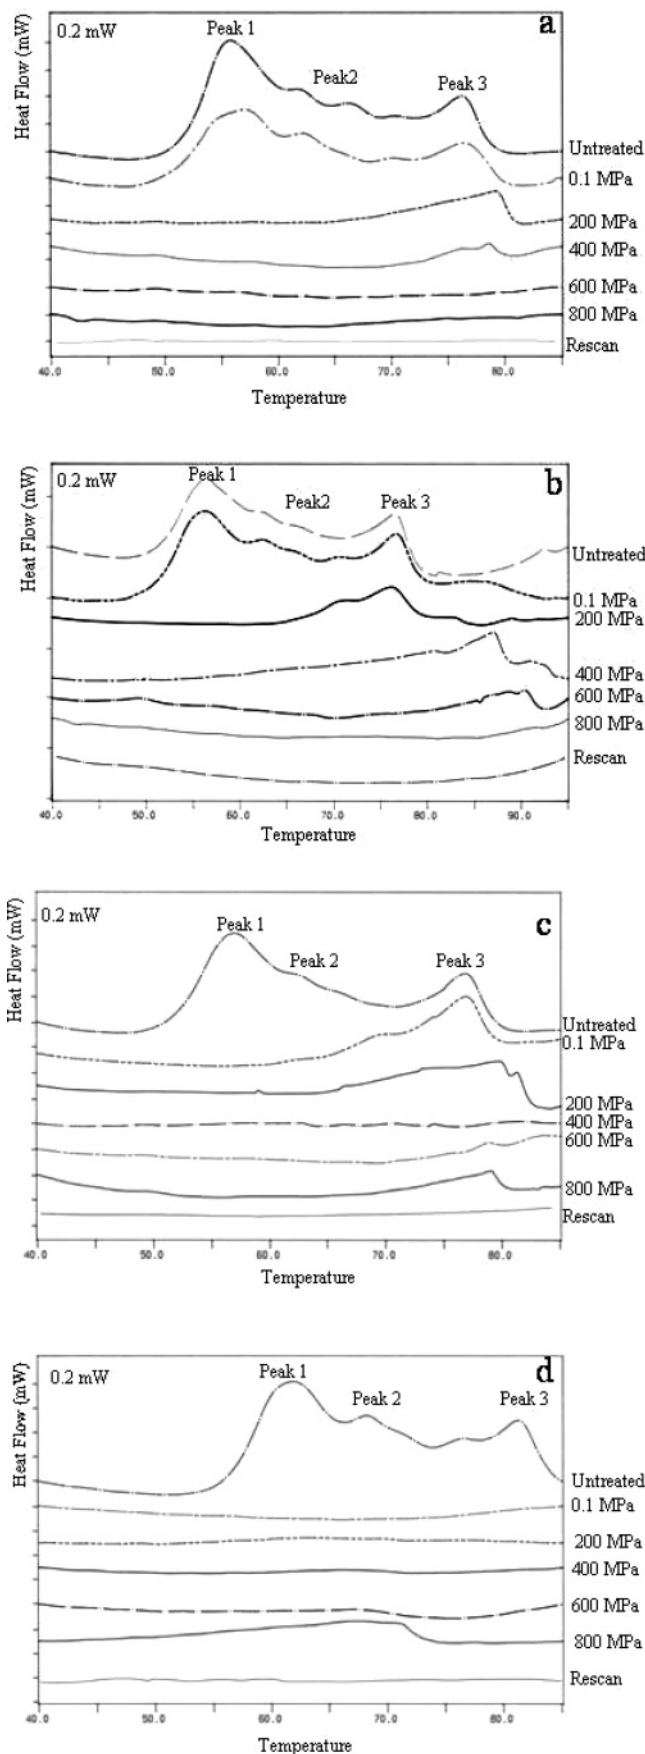 0.2 mW
Peak 1
a
Peak2
Peak 3
Heat Flow (mW)
Untreated
0.1 MPa
200 MPa
400 MPa
600 MPa
800 MPa
Rescan
40.0 50.0 60.0 70.0 80.0
Temperature
0.2 mW
Peak 1
b
Peak2
Peak 3
Heat Flow (mW)
Untreated
0.1 MPa
200 MPa
400 MPa
600 MPa
800 MPa
Rescan
40.0 50.0 60.0 70.0 80.0 90.0
Temperature
0.2 mW
Peak 1
c
Peak 2
Peak 3
Heat Flow (mW)
Untreated
0.1 MPa
200 MPa
400 MPa
600 MPa
800 MPa
Rescan
40.0 50.0 60.0 70.0 80.0
Temperature
0.2 mW
Peak 1
d
Peak 2
Peak 3
Heat Flow (mW)
Untreated
0.1 MPa
200 MPa
400 MPa
600 MPa
800 MPa
Rescan
40.0 50.0 60.0 70.0 80.0
Temperature